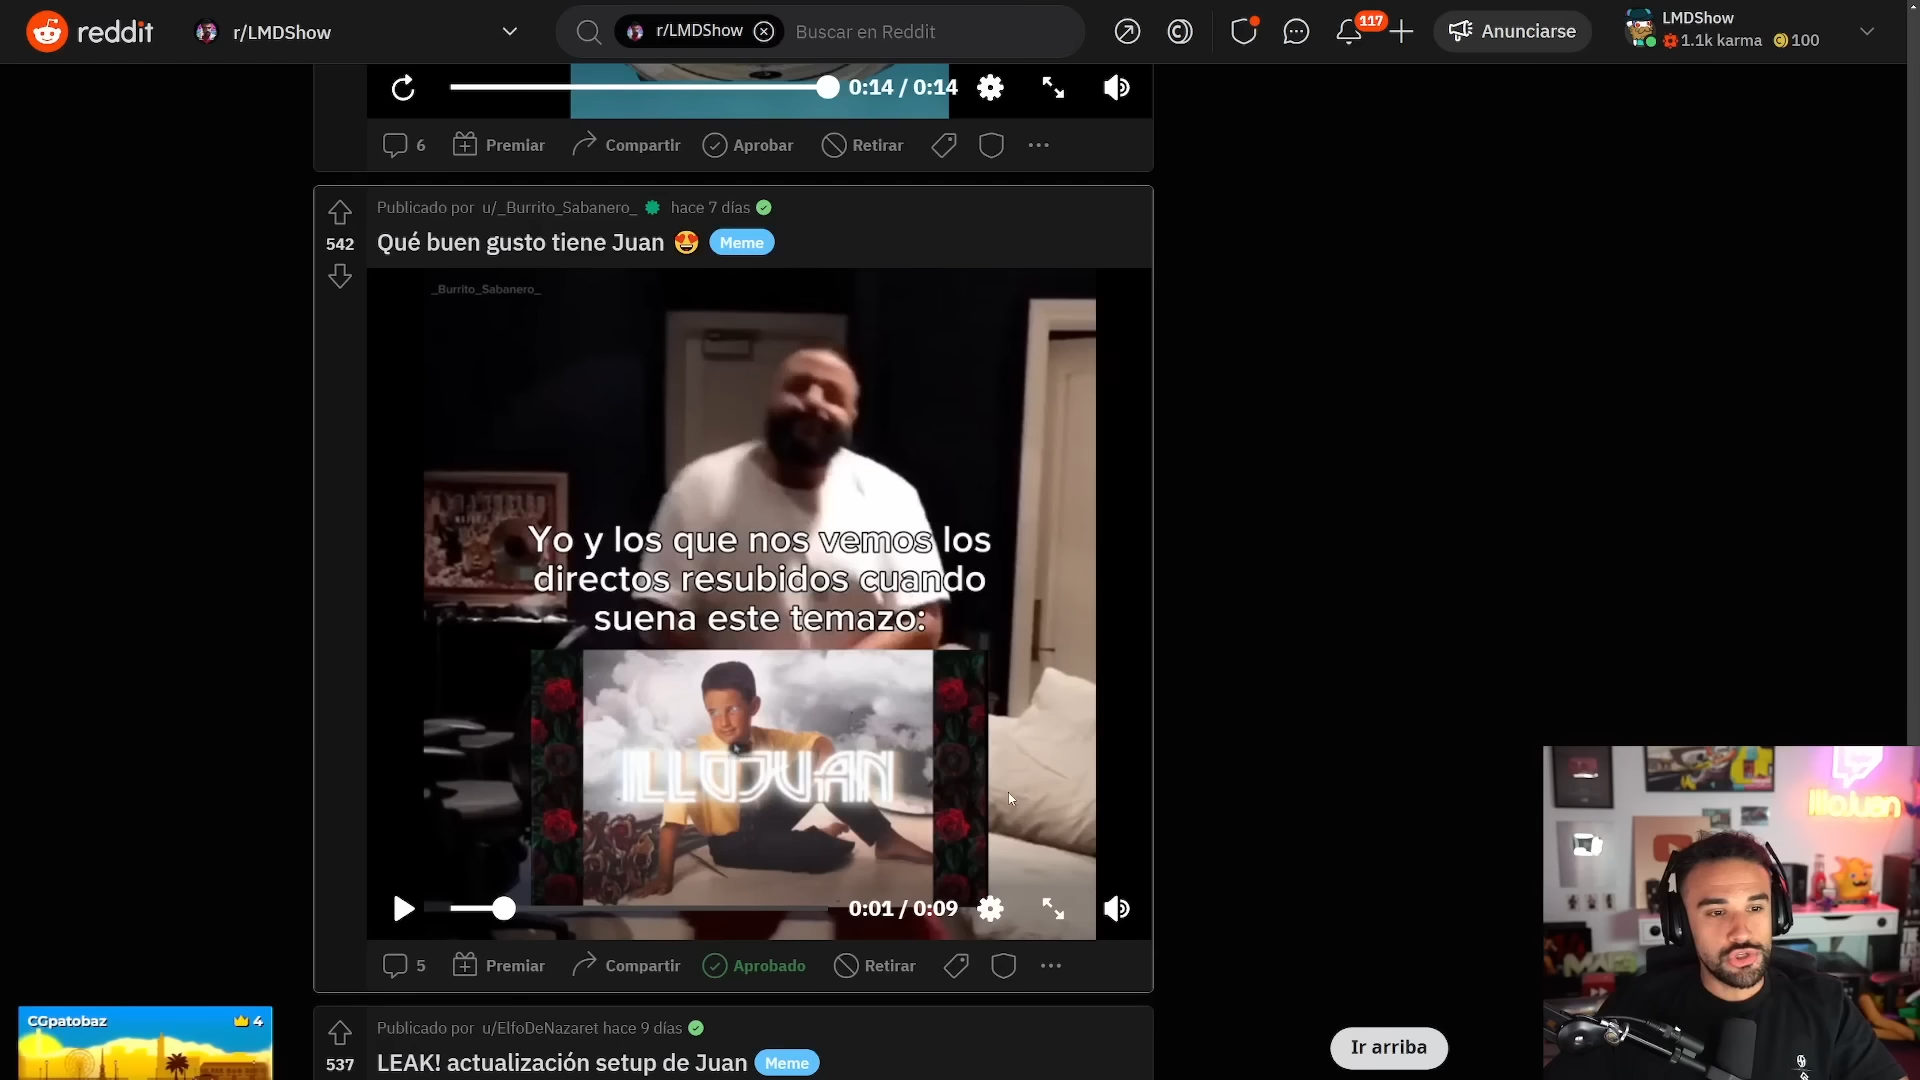 reddit
r/LMDShow
r/LMDShow
Buscar en Reddit
117
Anunciarse
LMDShow
1.1k karma
100
0:14 / 0:14
6
Premiar
Compartir
Aprobar
Retirar
Publicado por u/_Burrito_Sabanero_ hace 7 días
542
Qué buen gusto tiene Juan 😍 Meme
_Burrito_Sabanero_
Yo y los que nos vemos los
directos resubidos cuando
suena este temazo:
ILLOJUAN
0:01 / 0:09
5
Premiar
Compartir
Aprobado
Retirar
illoJuan
CGpatobaz
4
Publicado por u/ElfoDeNazaret hace 9 días
537
LEAK! actualización setup de Juan Meme
Ir arriba